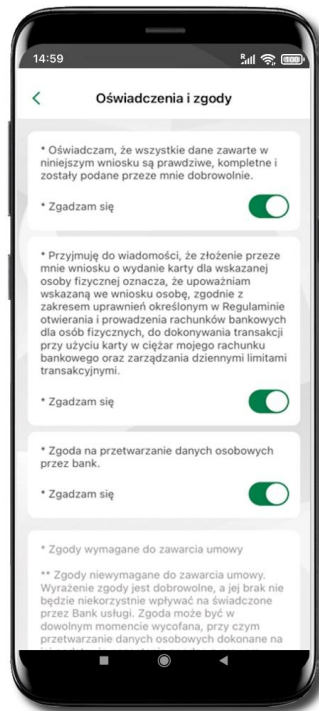 14:59
100
Oświadczenia i zgody
* Oświadczam, że wszystkie dane zawarte w
niniejszym wniosku są prawdziwe, kompletne i
zostały podane przeze mnie dobrowolnie.
* Zgadzam się
* Przyjmuję do wiadomości, że złożenie przeze
mnie wniosku o wydanie karty dla wskazanej
osoby fizycznej oznacza, że upoważniam
wskazaną we wniosku osobę, zgodnie z
zakresem uprawnień określonym w Regulaminie
otwierania i prowadzenia rachunków bankowych
dla osób fizycznych, do dokonywania transakcji
przy użyciu karty w ciężar mojego rachunku
bankowego oraz zarządzania dziennymi limitami
transakcyjnymi.
* Zgadzam się
* Zgoda na przetwarzanie danych osobowych
przez bank.
* Zgadzam się
* Zgody wymagane do zawarcia umowy
** Zgody niewymagane do zawarcia umowy.
Wyrażenie zgody jest dobrowolne, a jej brak nie
będzie niekorzystnie wpływać na świadczone
przez Bank usługi. Zgoda może być w
dowolnym momencie wycofana, przy czym
przetwarzanie danych osobowych dokonane na